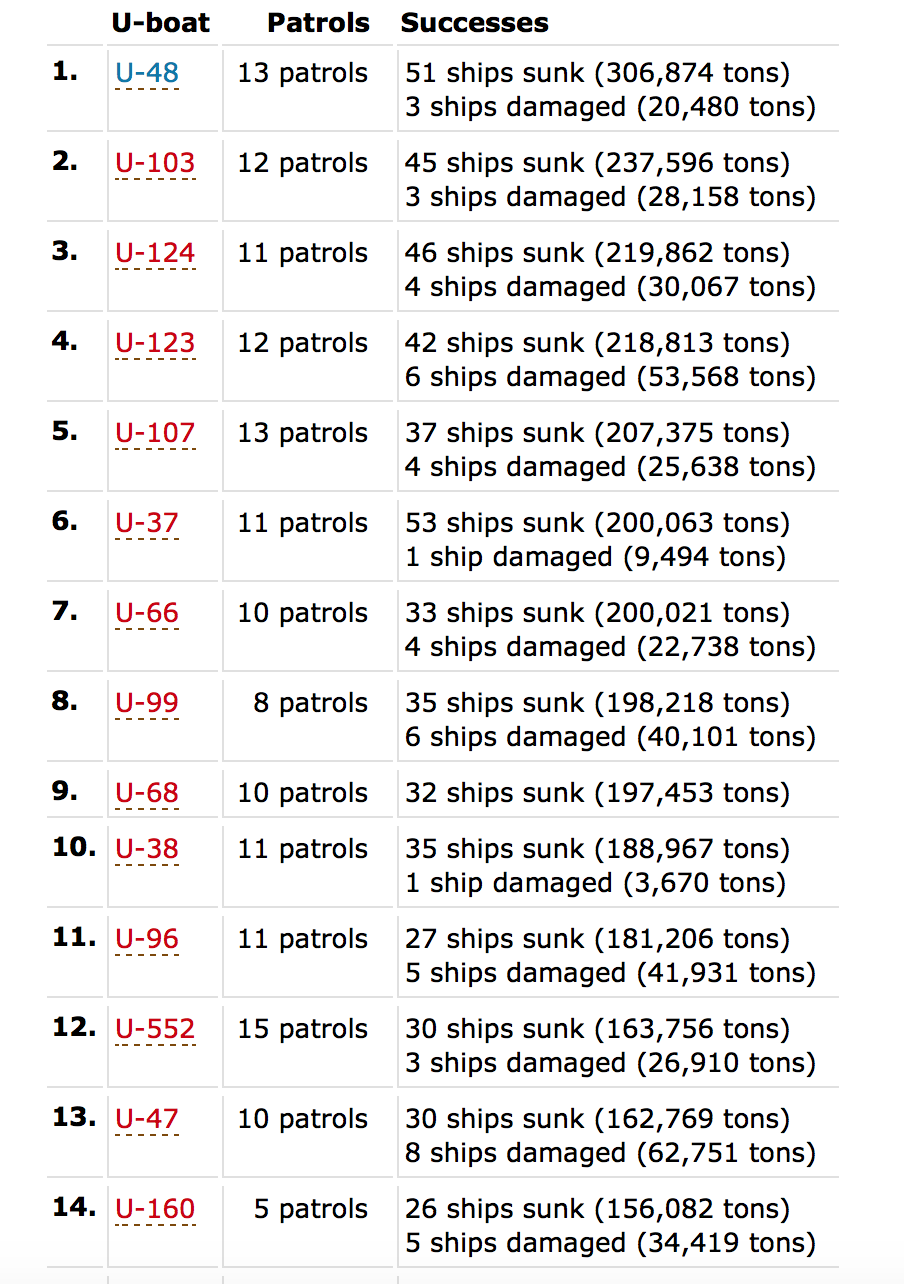 U-boat Patrols Successes
1. U-48 13 patrols 51 ships sunk (306,874 tons)
3 ships damaged (20,480 tons)
2. U-103 12 patrols 45 ships sunk (237,596 tons)
3 ships damaged (28,158 tons)
3. U-124 11 patrols 46 ships sunk (219,862 tons)
4 ships damaged (30,067 tons)
4. U-123 12 patrols 42 ships sunk (218,813 tons)
6 ships damaged (53,568 tons)
5. U-107 13 patrols 37 ships sunk (207,375 tons)
4 ships damaged (25,638 tons)
6. U-37 11 patrols 53 ships sunk (200,063 tons)
1 ship damaged (9,494 tons)
7. U-66 10 patrols 33 ships sunk (200,021 tons)
4 ships damaged (22,738 tons)
8. U-99 8 patrols 35 ships sunk (198,218 tons)
6 ships damaged (40,101 tons)
9. U-68 10 patrols 32 ships sunk (197,453 tons)
10. U-38 11 patrols 35 ships sunk (188,967 tons)
1 ship damaged (3,670 tons)
11. U-96 11 patrols 27 ships sunk (181,206 tons)
5 ships damaged (41,931 tons)
12. U-552 15 patrols 30 ships sunk (163,756 tons)
3 ships damaged (26,910 tons)
13. U-47 10 patrols 30 ships sunk (162,769 tons)
8 ships damaged (62,751 tons)
14. U-160 5 patrols 26 ships sunk (156,082 tons)
5 ships damaged (34,419 tons)